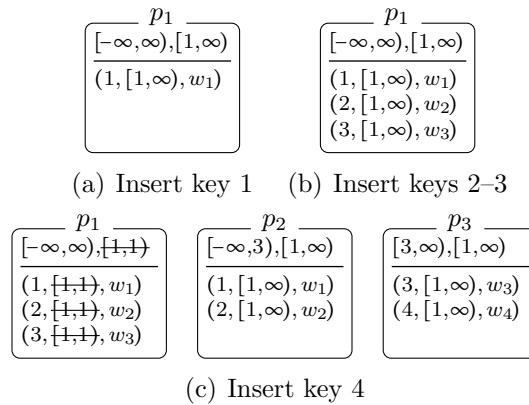 p₁
[-∞,∞),[1,∞)
(1,[1,∞),w₁)
(a) Insert key 1
p₁
[-∞,∞),[1,∞)
(1,[1,∞),w₁)
(2,[1,∞),w₂)
(3,[1,∞),w₃)
(b) Insert keys 2–3
p₁
[-∞,∞),[1,1)
(1,[1,1),w₁)
(2,[1,1),w₂)
(3,[1,1),w₃)
p₂
[-∞,3),[1,∞)
(1,[1,∞),w₁)
(2,[1,∞),w₂)
p₃
[3,∞),[1,∞)
(3,[1,∞),w₃)
(4,[1,∞),w₄)
(c) Insert key 4